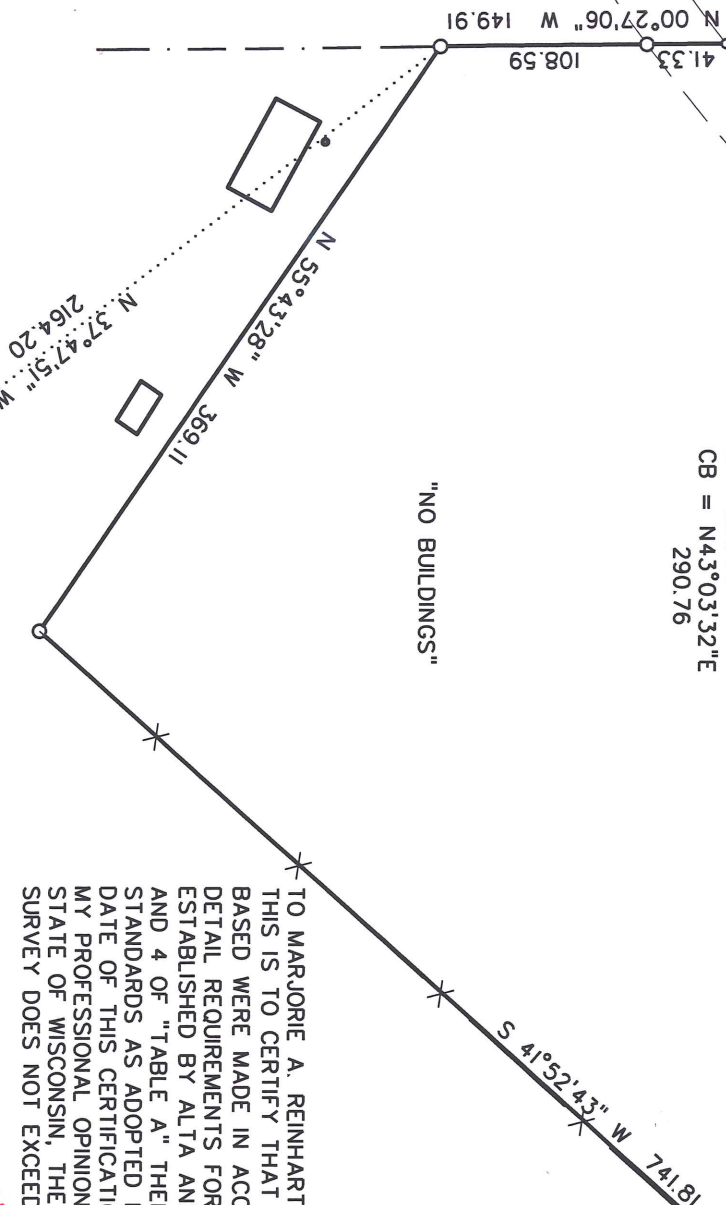 N 00°27'06" W 149.91
41.33
108.59
N 55°43'28" W 369.11
N 37°47'51" W
2164.20
CB = N43°03'32"E
290.76
"NO BUILDINGS"
S 41°52'43" W 741.81
TO MARJORIE A. REINHART
THIS IS TO CERTIFY THAT
BASED WERE MADE IN ACC
DETAIL REQUIREMENTS FOR
ESTABLISHED BY ALTA AN
AND 4 OF "TABLE A" THE
STANDARDS AS ADOPTED
DATE OF THIS CERTIFICATI
MY PROFESSIONAL OPINION
STATE OF WISCONSIN, THE
SURVEY DOES NOT EXCEED